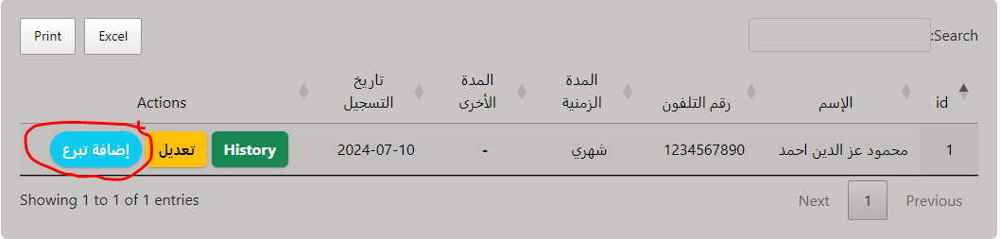 Print
Excel
Search:
id
الإسم
رقم التلفون
المدة الزمنية
المدة الأخرى
تاريخ التسجيل
Actions
1
محمود عز الدين احمد
1234567890
شهري
-
2024-07-10
History
تعديل
إضافة تبرع
Showing 1 to 1 of 1 entries
Previous
1
Next